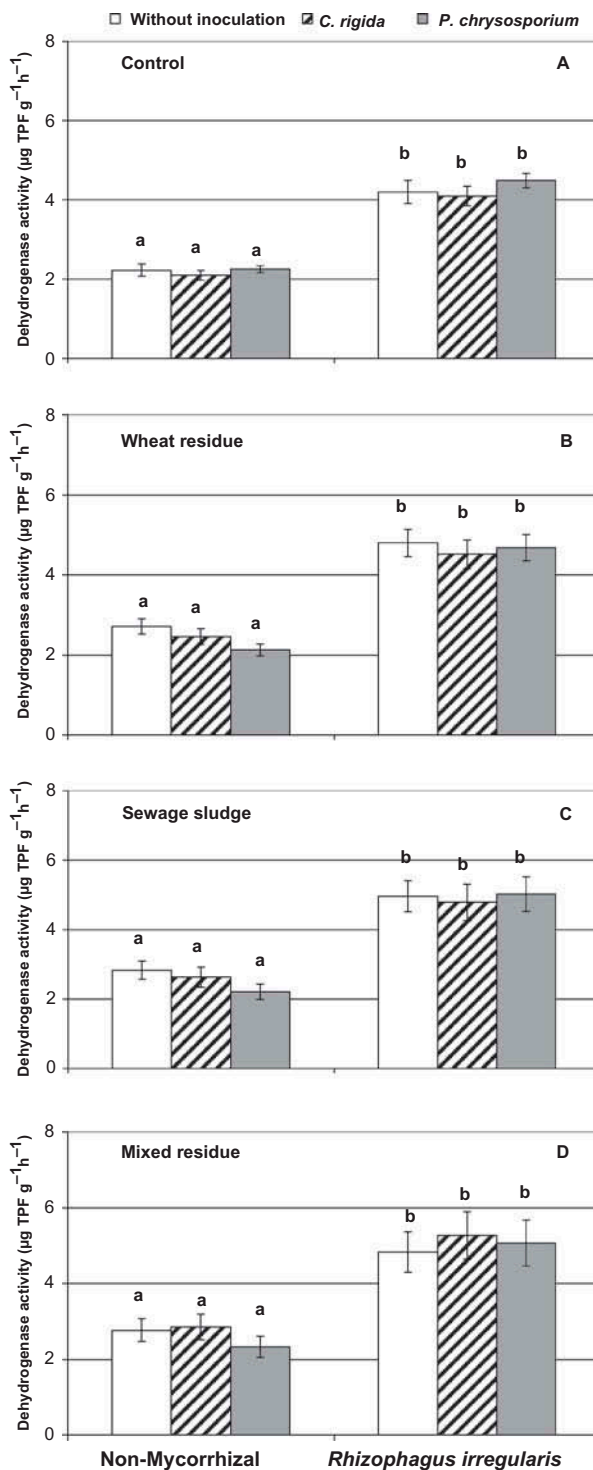 Without inoculation C. rigida P. chrysosporium
Dehydrogenase activity (µg TPF g⁻¹h⁻¹)
Control A
8
6
4
2
0
a a a b b b
Dehydrogenase activity (µg TPF g⁻¹h⁻¹)
Wheat residue B
8
6
4
2
0
a a a b b b
Dehydrogenase activity (µg TPF g⁻¹h⁻¹)
Sewage sludge C
8
6
4
2
0
a a a b b b
Dehydrogenase activity (µg TPF g⁻¹h⁻¹)
Mixed residue D
8
6
4
2
0
a a a b b b
Non-Mycorrhizal Rhizophagus irregularis